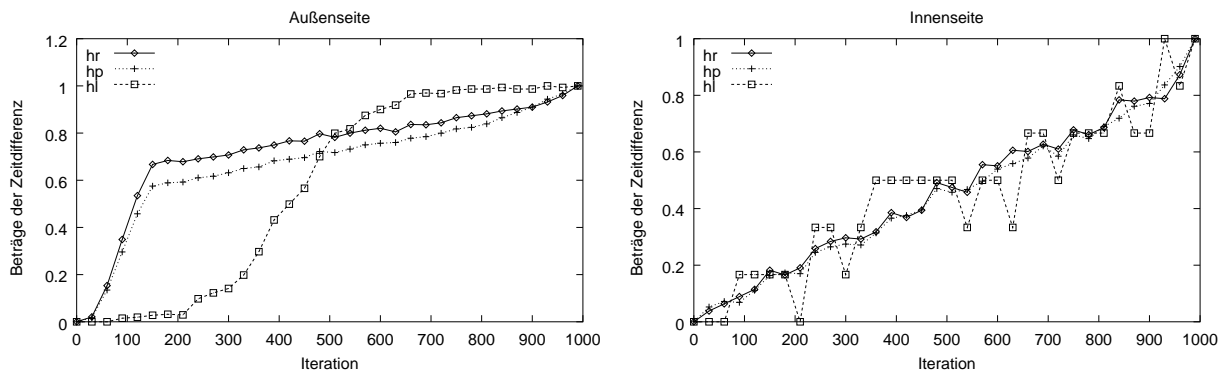 Außenseite
Beträge der Zeitdifferenz
1.2
1
0.8
0.6
0.4
0.2
0
hr
hp
hl
0 100 200 300 400 500 600 700 800 900 1000
Iteration
Innenseite
Beträge der Zeitdifferenz
1
0.8
0.6
0.4
0.2
0
hr
hp
hl
0 100 200 300 400 500 600 700 800 900 1000
Iteration